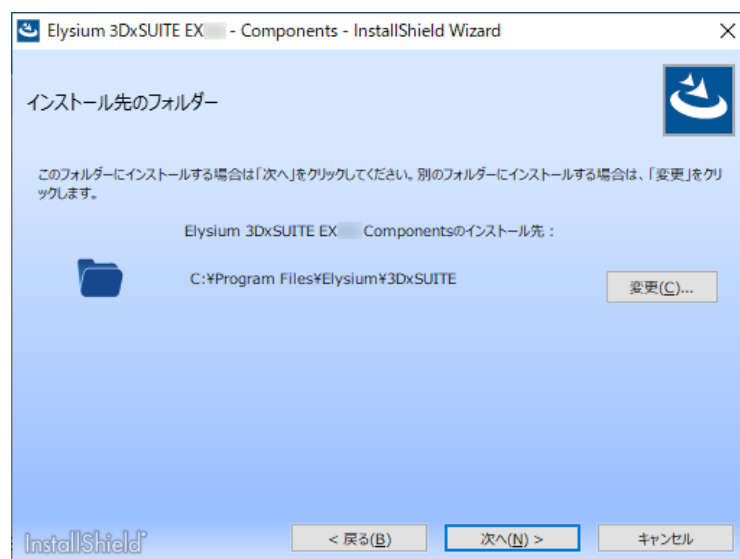 Elysium 3DxSUITE EX - Components - InstallShield Wizard
インストール先のフォルダー
このフォルダーにインストールする場合は「次へ」をクリックしてください。別のフォルダーにインストールする場合は、「変更」をクリ
ックします。
Elysium 3DxSUITE EX Componentsのインストール先：
C:¥Program Files¥Elysium¥3DxSUITE
変更(C)...
InstallShield
< 戻る(B)
次へ(N) >
キャンセル